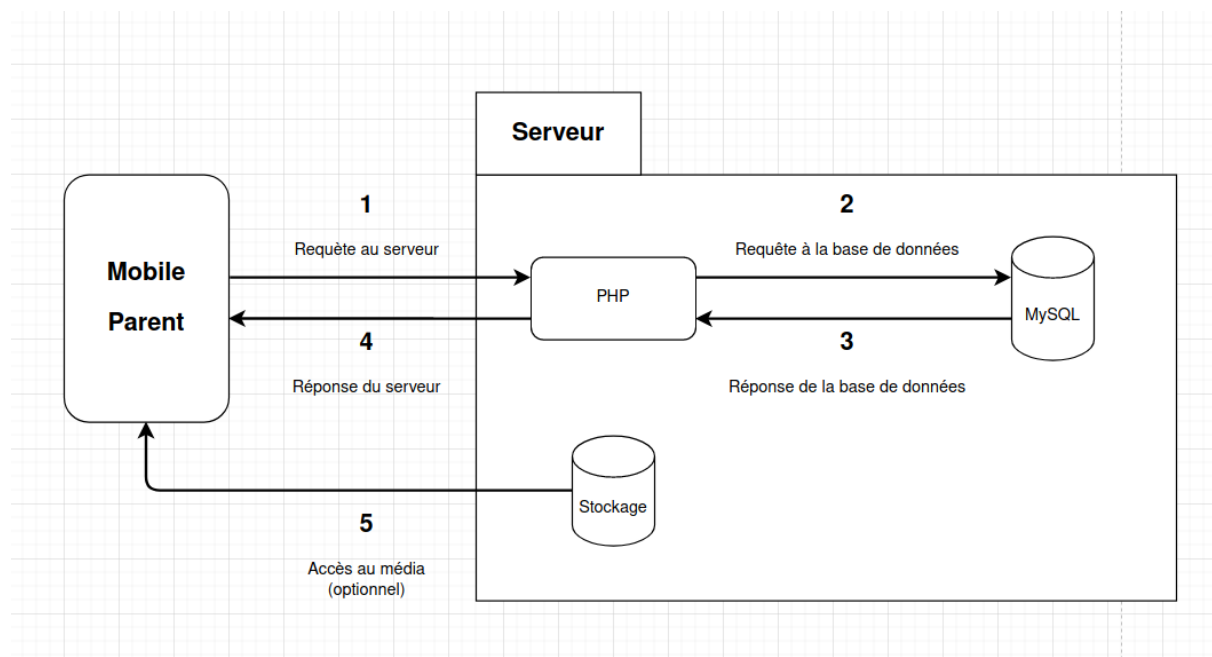 Serveur
1
Requète au serveur
2
Requête à la base de données
Mobile
Parent
PHP
MySQL
4
Réponse du serveur
3
Réponse de la base de données
Stockage
5
Accès au média
(optionnel)